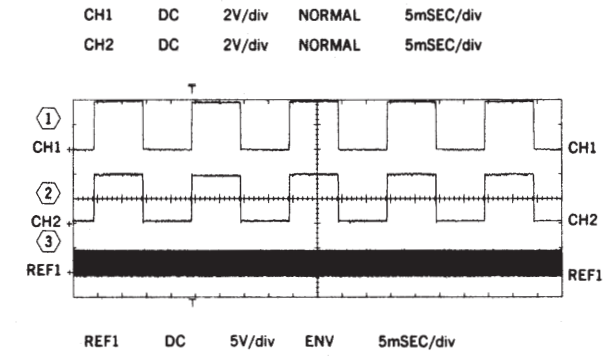 CH1 DC 2V/div NORMAL 5mSEC/div
CH2 DC 2V/div NORMAL 5mSEC/div
T
1
CH1 CH1
2
CH2 CH2
3
REF1 REF1
T
REF1 DC 5V/div ENV 5mSEC/div